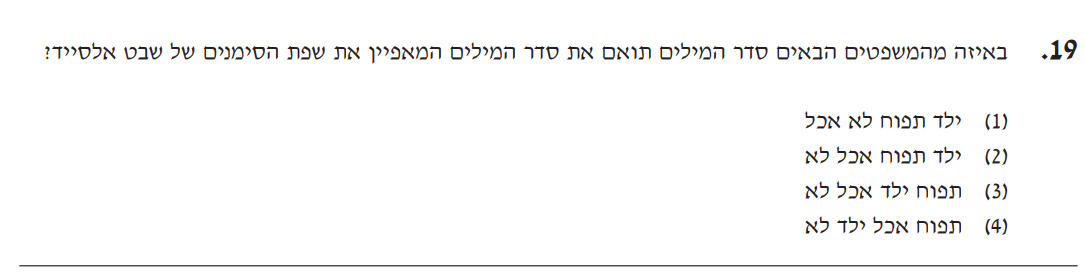 19. באיזה מהמשפטים הבאים סדר המילים תואם את סדר המילים המאפיין את שפת הסימנים של שבט אלסייד?
(1) ילד תפוח לא אכל
(2) ילד תפוח אכל לא
(3) תפוח ילד אכל לא
(4) תפוח אכל ילד לא